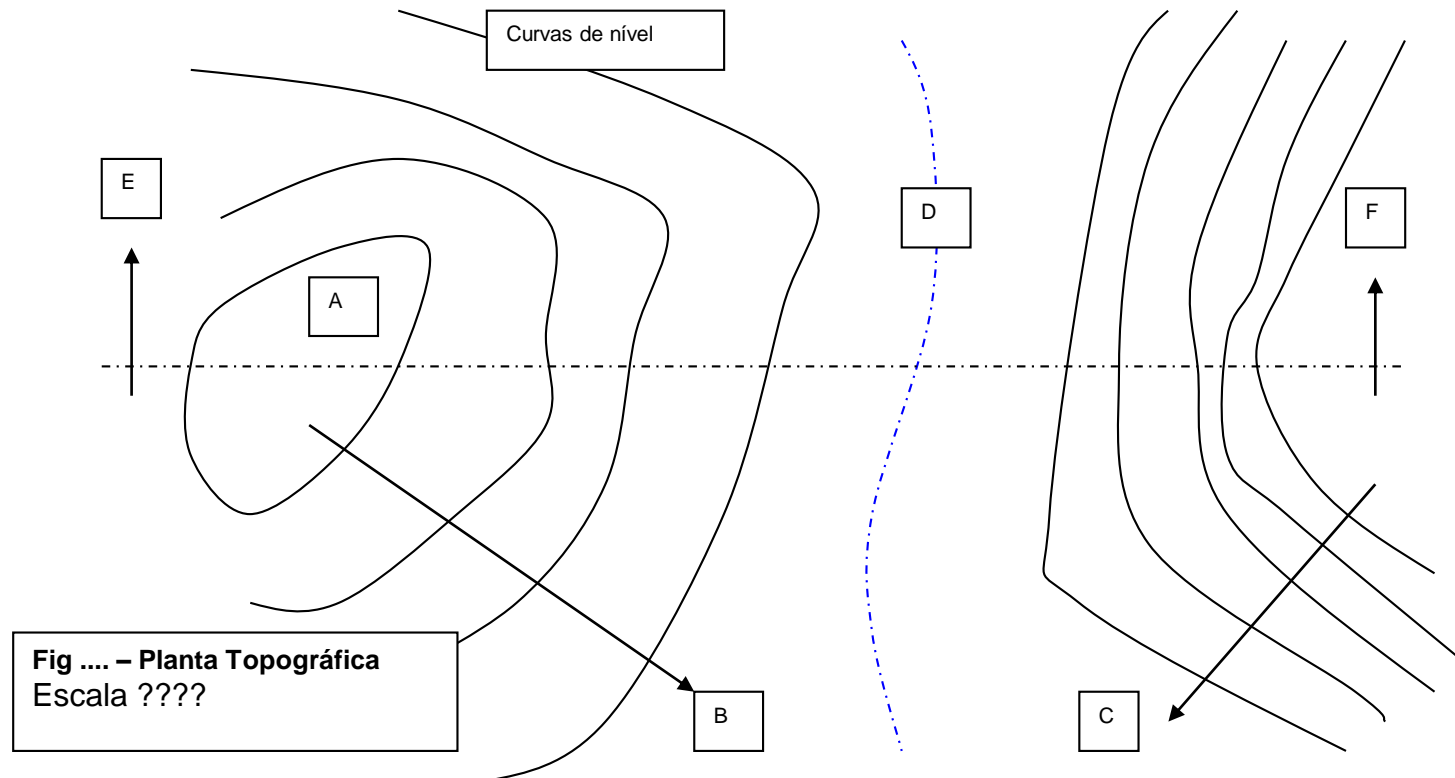 Curvas de nível
E
D
F
A
Fig .... – Planta Topográfica
Escala ????
B
C